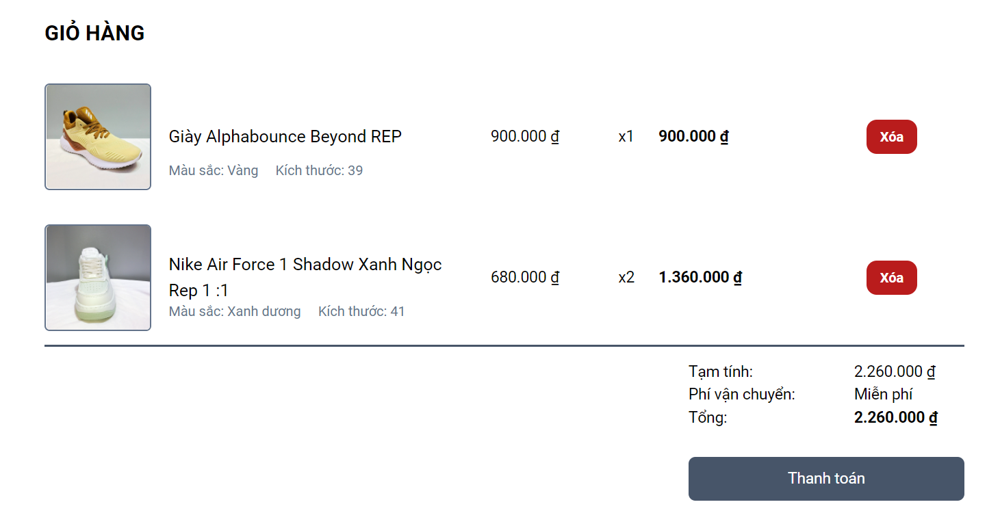 GIỎ HÀNG
Giày Alphabounce Beyond REP
900.000 ₫
x1
900.000 ₫
Xóa
Màu sắc: Vàng
Kích thước: 39
Nike Air Force 1 Shadow Xanh Ngọc
Rep 1 :1
680.000 ₫
x2
1.360.000 ₫
Xóa
Màu sắc: Xanh dương
Kích thước: 41
Tạm tính: 2.260.000 ₫
Phí vận chuyển: Miễn phí
Tổng: 2.260.000 ₫
Thanh toán